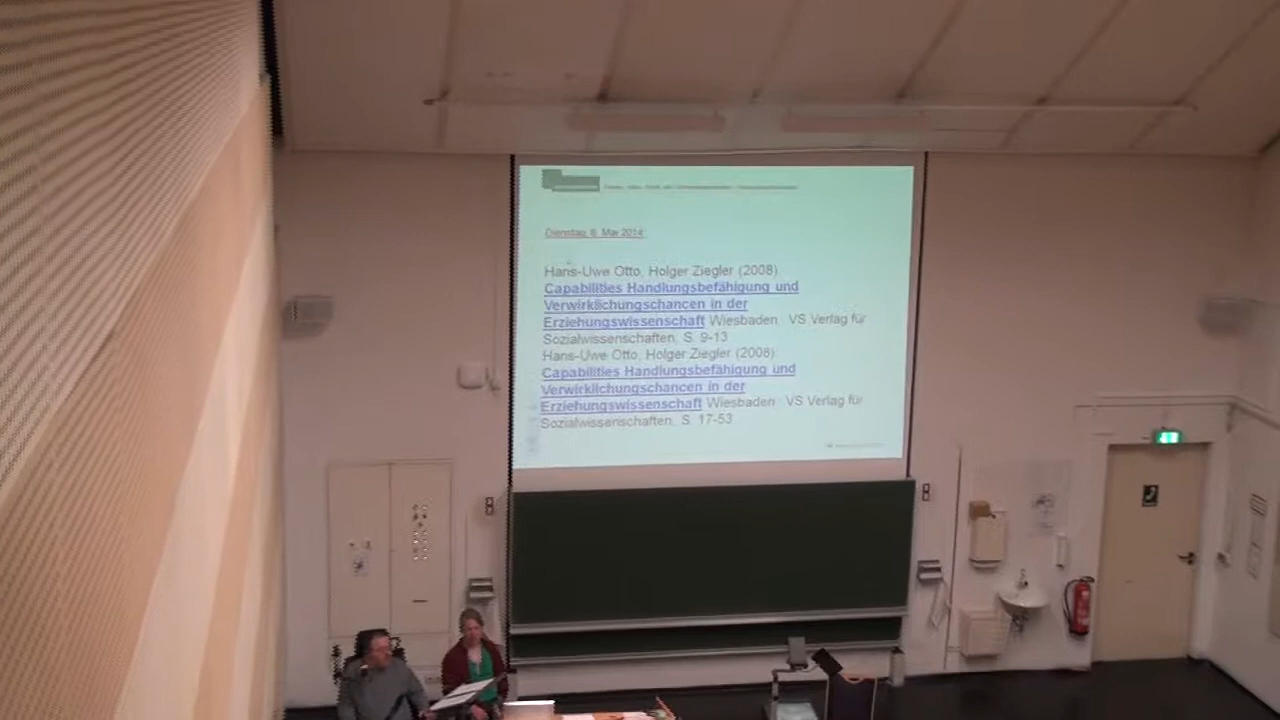 Dienstag, 6. Mai 2014:
Hans-Uwe Otto, Holger Ziegler (2008)
Capabilities Handlungsbefähigung und
Verwirklichungschancen in der
Erziehungswissenschaft Wiesbaden: VS Verlag für
Sozialwissenschaften, S. 9-13
Hans-Uwe Otto, Holger Ziegler (2008)
Capabilities Handlungsbefähigung und
Verwirklichungschancen in der
Erziehungswissenschaft Wiesbaden: VS Verlag für
Sozialwissenschaften, S. 17-53